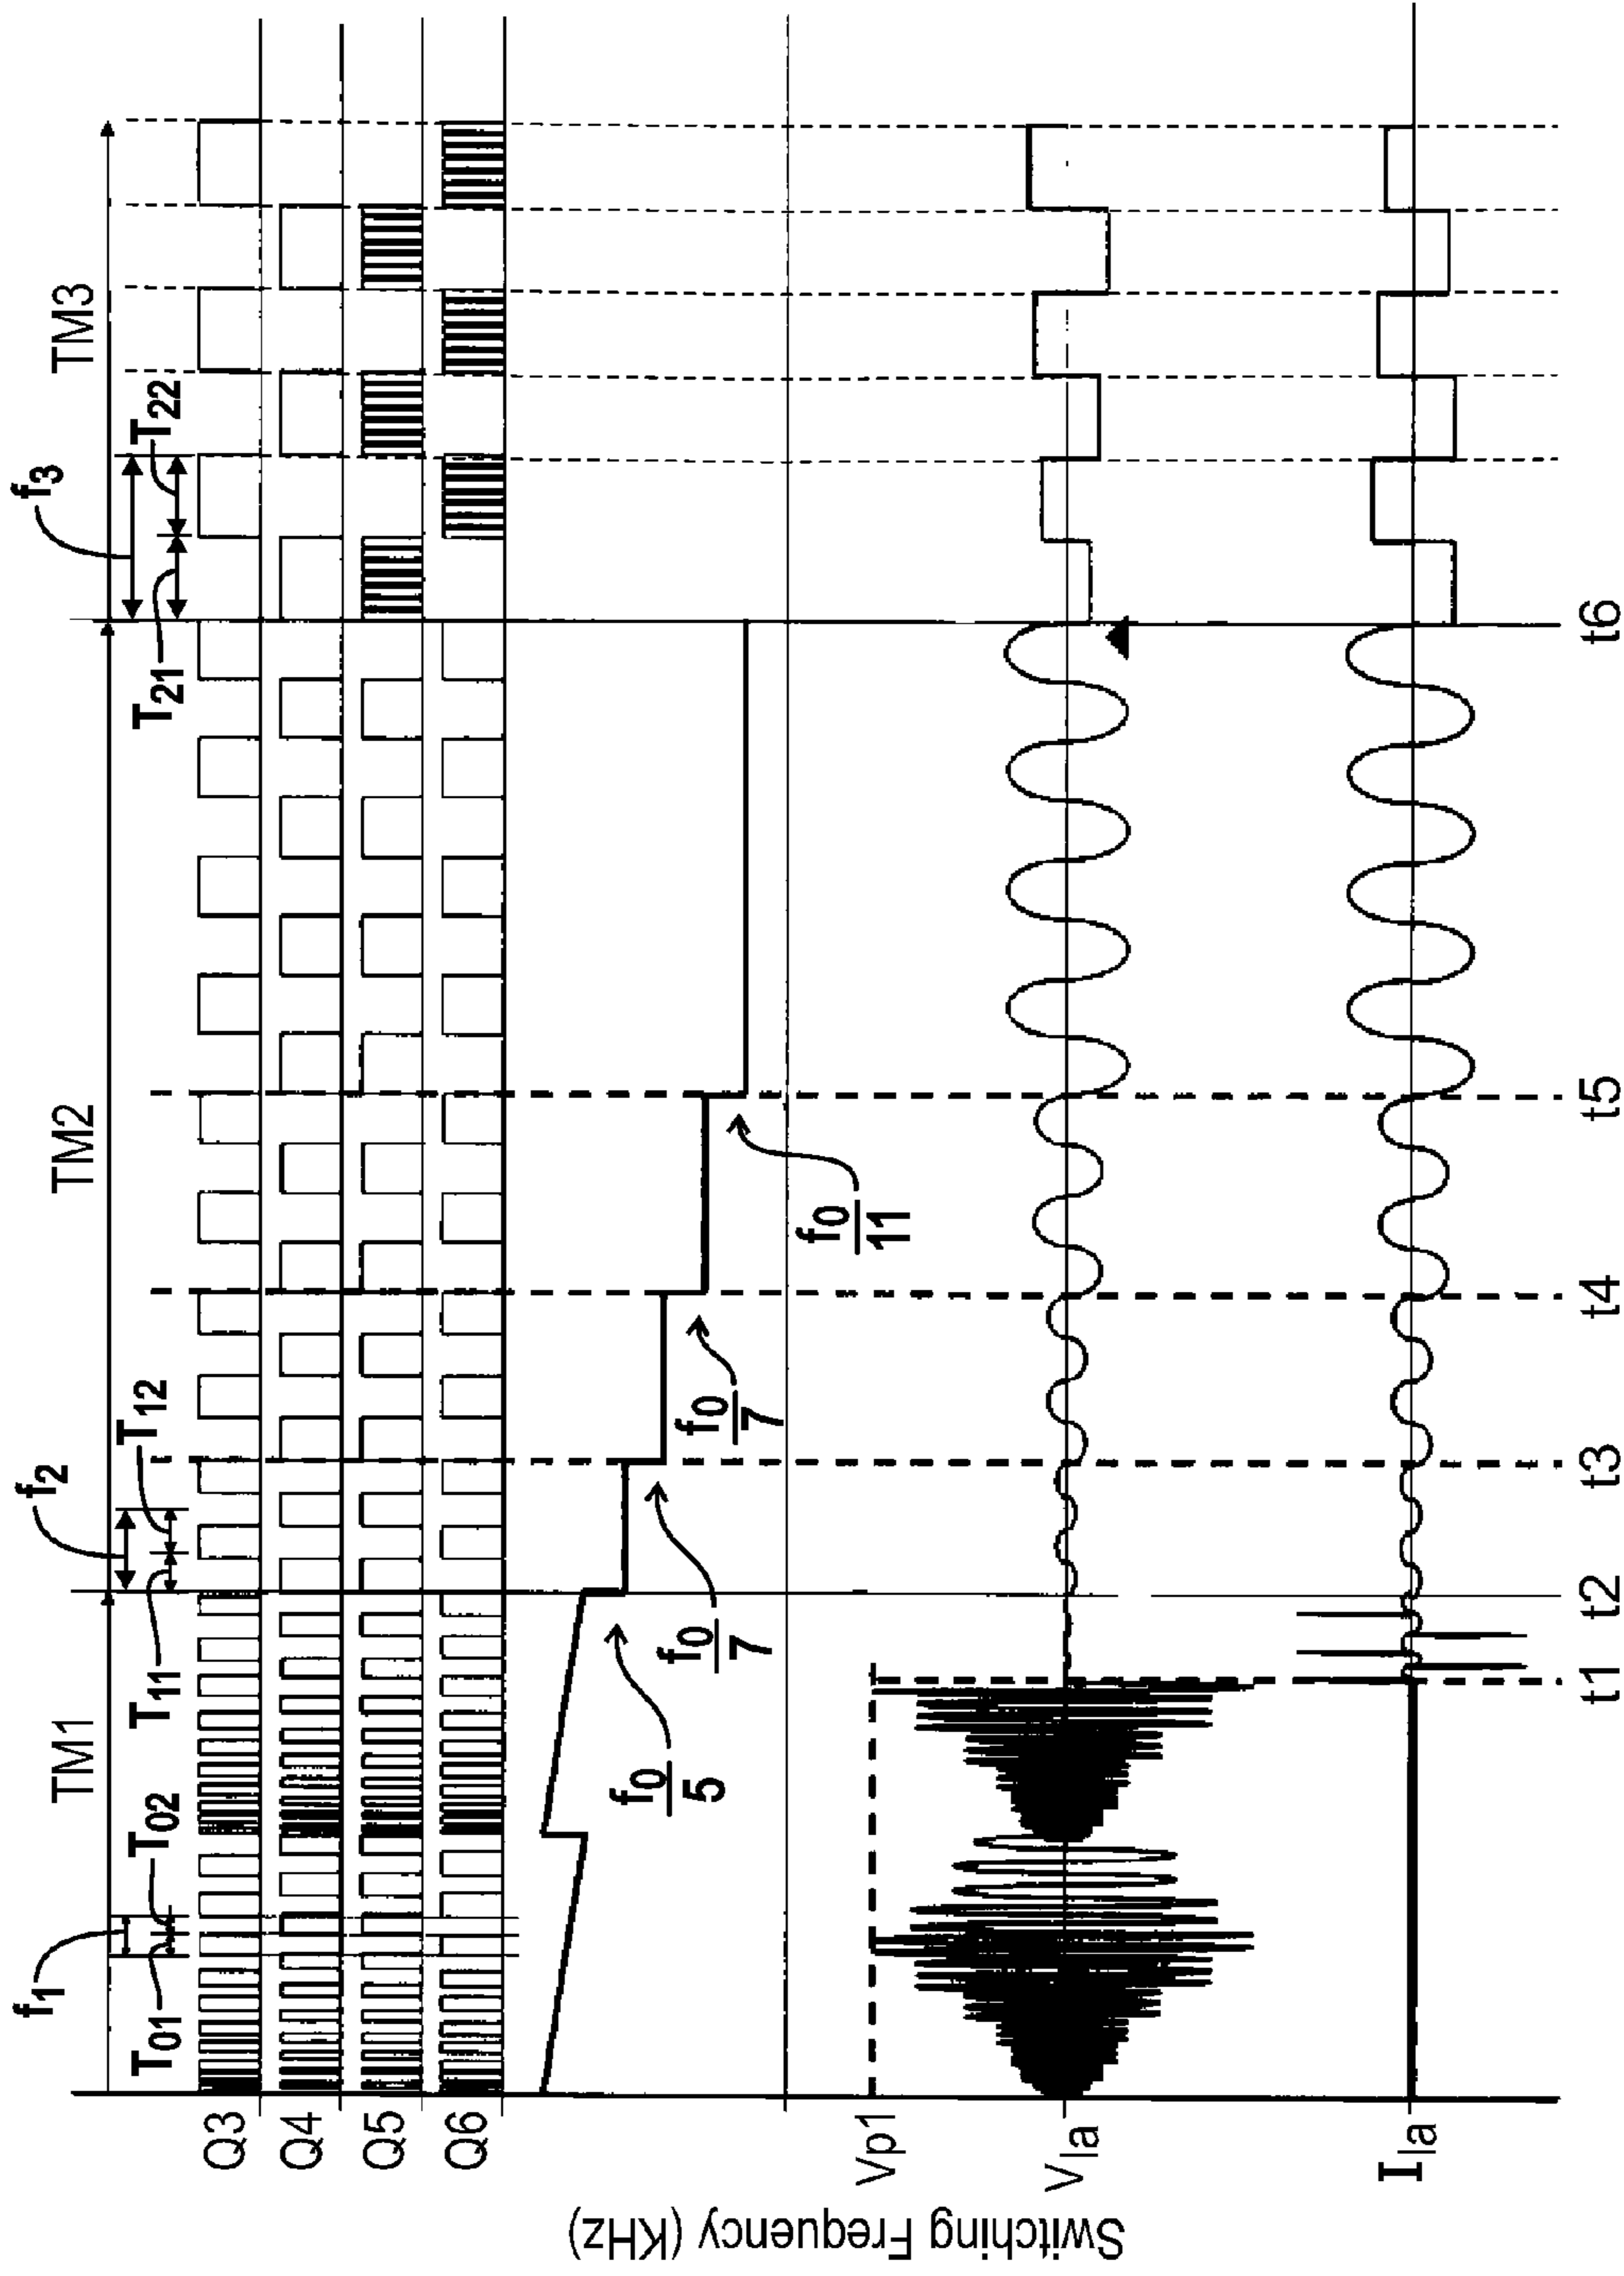 TM1
TM2
TM3
f1
T01
T02
f2
T11
T12
f3
T21
T22
Q3
Q4
Q5
Q6
f0
5
f0
7
f0
7
f0
11
Switching Frequency (KHz)
Vp1
Vla
Ila
t1
t2
t3
t4
t5
t6